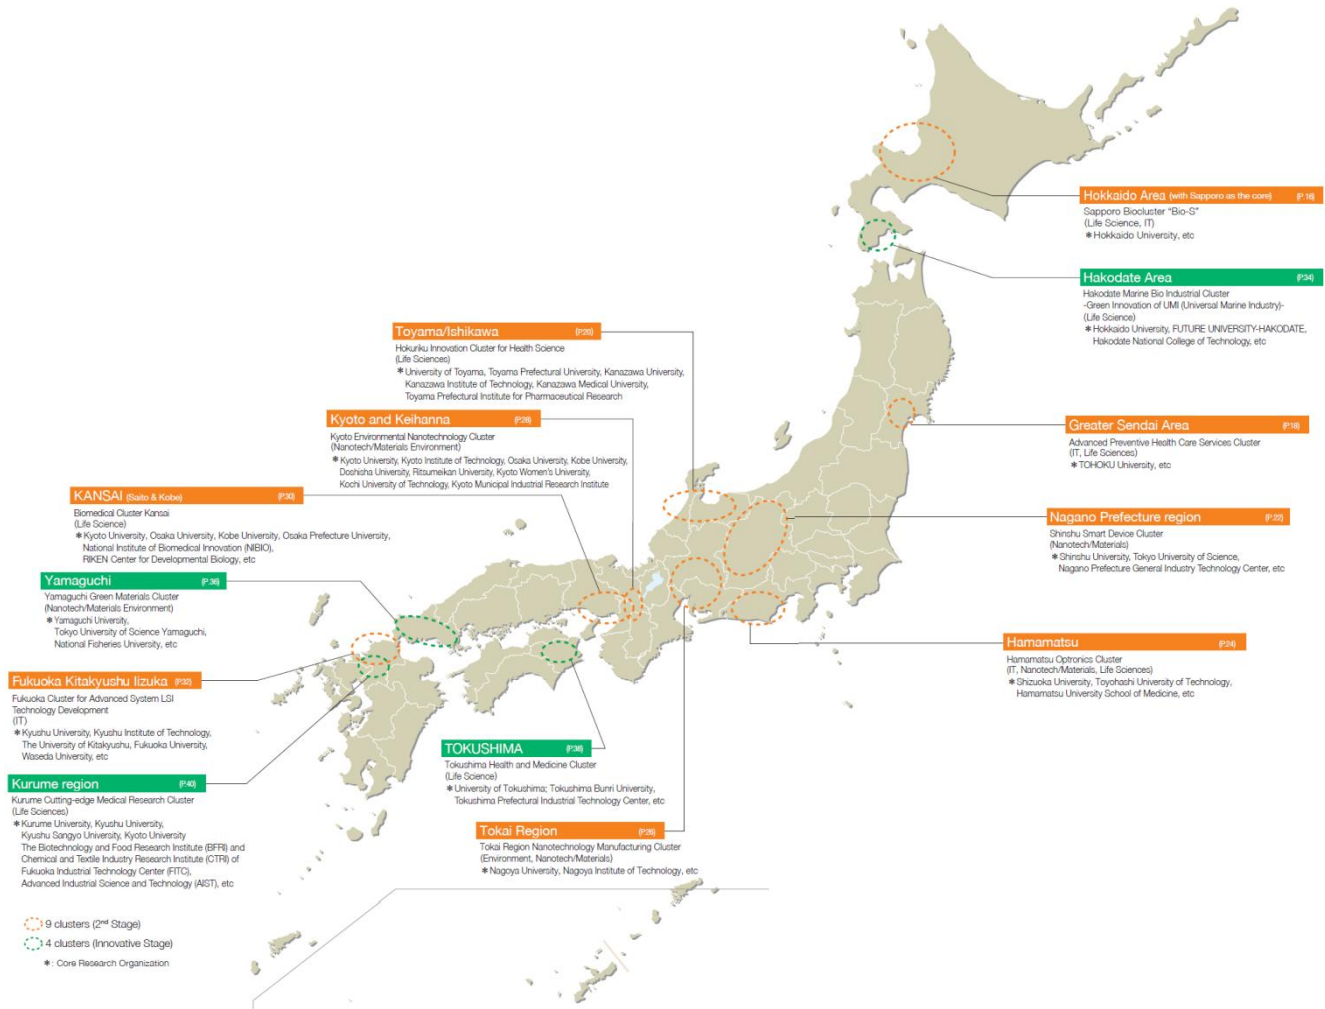 Hokkaido Area (with Sapporo as the core) (P.16)
Sapporo Biocluster "Bio-S"
(Life Science, IT)
* Hokkaido University, etc
Hakodate Area (P.34)
Hakodate Marine Bio Industrial Cluster
-Green Innovation of UMI (Universal Marine Industry)-
(Life Science)
* Hokkaido University, FUTURE UNIVERSITY-HAKODATE,
Hakodate National College of Technology, etc
Toyama/Ishikawa (P.20)
Hokuriku Innovation Cluster for Health Science
(Life Sciences)
* University of Toyama, Toyama Prefectural University, Kanazawa University,
Kanazawa Institute of Technology, Kanazawa Medical University,
Toyama Prefectural Institute for Pharmaceutical Research
Kyoto and Keihanna (P.28)
Kyoto Environmental Nanotechnology Cluster
(Nanotech/Materials Environment)
* Kyoto University, Kyoto Institute of Technology, Osaka University, Kobe University,
Doshisha University, Ritsumeikan University, Kyoto Women's University,
Kochi University of Technology, Kyoto Municipal Industrial Research Institute
Greater Sendai Area (P.18)
Advanced Preventive Health Care Services Cluster
(IT, Life Sciences)
* TOHOKU University, etc
KANSAI (Saito & Kobe) (P.30)
Biomedical Cluster Kansai
(Life Science)
* Kyoto University, Osaka University, Kobe University, Osaka Prefecture University,
National Institute of Biomedical Innovation (NIBIO),
RIKEN Center for Developmental Biology, etc
Nagano Prefecture region (P.22)
Shinshu Smart Device Cluster
(Nanotech/Materials)
* Shinshu University, Tokyo University of Science,
Nagano Prefecture General Industry Technology Center, etc
Yamaguchi (P.36)
Yamaguchi Green Materials Cluster
(Nanotech/Materials Environment)
* Yamaguchi University,
Tokyo University of Science Yamaguchi,
National Fisheries University, etc
Hamamatsu (P.24)
Hamamatsu Optronics Cluster
(IT, Nanotech/Materials, Life Sciences)
* Shizuoka University, Toyohashi University of Technology,
Hamamatsu University School of Medicine, etc
Fukuoka Kitakyushu Iizuka (P.32)
Fukuoka Cluster for Advanced System LSI
Technology Development
(IT)
* Kyushu University, Kyushu Institute of Technology,
The University of Kitakyushu, Fukuoka University,
Waseda University, etc
TOKUSHIMA (P.38)
Tokushima Health and Medicine Cluster
(Life Science)
* University of Tokushima; Tokushima Bunri University,
Tokushima Prefectural Industrial Technology Center, etc
Kurume region (P.40)
Kurume Cutting-edge Medical Research Cluster
(Life Sciences)
* Kurume University, Kyushu University,
Kyushu Sangyo University, Kyoto University
The Biotechnology and Food Research Institute (BFRI) and
Chemical and Textile Industry Research Institute (CTRI) of
Fukuoka Industrial Technology Center (FITC),
Advanced Industrial Science and Technology (AIST), etc
Tokai Region (P.26)
Tokai Region Nanotechnology Manufacturing Cluster
(Environment, Nanotech/Materials)
* Nagoya University, Nagoya Institute of Technology, etc
9 clusters (2nd Stage)
4 clusters (Innovative Stage)
* : Core Research Organization